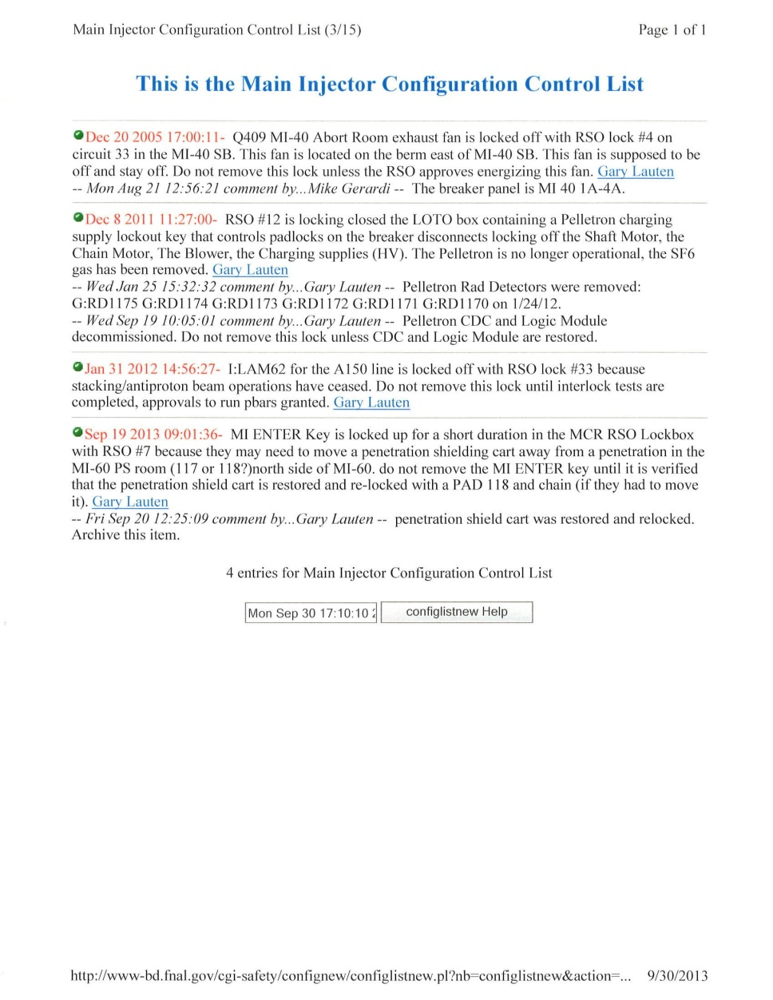 Main Injector Configuration Control List (3/15) Page 1 of 1
This is the Main Injector Configuration Control List
Dec 20 2005 17:00:11- Q409 MI-40 Abort Room exhaust fan is locked off with RSO lock #4 on
circuit 33 in the MI-40 SB. This fan is located on the berm east of MI-40 SB. This fan is supposed to be
off and stay off. Do not remove this lock unless the RSO approves energizing this fan. Gary Lauten
-- Mon Aug 21 12:56:21 comment by...Mike Gerardi -- The breaker panel is MI 40 1A-4A.
Dec 8 2011 11:27:00- RSO #12 is locking closed the LOTO box containing a Pelletron charging
supply lockout key that controls padlocks on the breaker disconnects locking off the Shaft Motor, the
Chain Motor, The Blower, the Charging supplies (HV). The Pelletron is no longer operational, the SF6
gas has been removed. Gary Lauten
-- Wed Jan 25 15:32:32 comment by...Gary Lauten -- Pelletron Rad Detectors were removed:
G:RD1175 G:RD1174 G:RD1173 G:RD1172 G:RD1171 G:RD1170 on 1/24/12.
-- Wed Sep 19 10:05:01 comment by...Gary Lauten -- Pelletron CDC and Logic Module
decommissioned. Do not remove this lock unless CDC and Logic Module are restored.
Jan 31 2012 14:56:27- I:LAM62 for the A150 line is locked off with RSO lock #33 because
stacking/antiproton beam operations have ceased. Do not remove this lock until interlock tests are
completed, approvals to run pbars granted. Gary Lauten
Sep 19 2013 09:01:36- MI ENTER Key is locked up for a short duration in the MCR RSO Lockbox
with RSO #7 because they may need to move a penetration shielding cart away from a penetration in the
MI-60 PS room (117 or 118?)north side of MI-60. do not remove the MI ENTER key until it is verified
that the penetration shield cart is restored and re-locked with a PAD 118 and chain (if they had to move
it). Gary Lauten
-- Fri Sep 20 12:25:09 comment by...Gary Lauten -- penetration shield cart was restored and relocked.
Archive this item.
4 entries for Main Injector Configuration Control List
Mon Sep 30 17:10:10 configlistnew Help
http://www-bd.fnal.gov/cgi-safety/confignew/configlistnew.pl?nb=configlistnew&action=... 9/30/2013